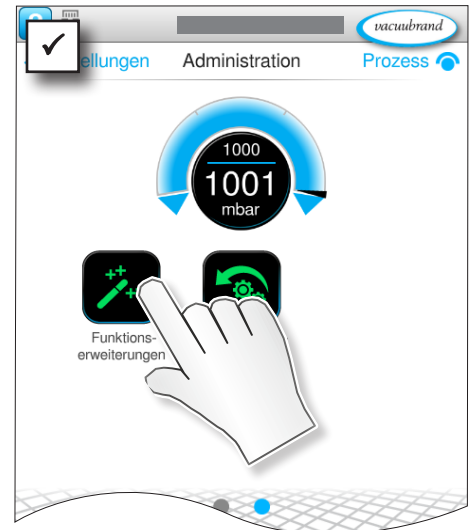 vacuubrand
ellungen Administration Prozess
1000
1001
mbar
Funktions-
erweiterungen